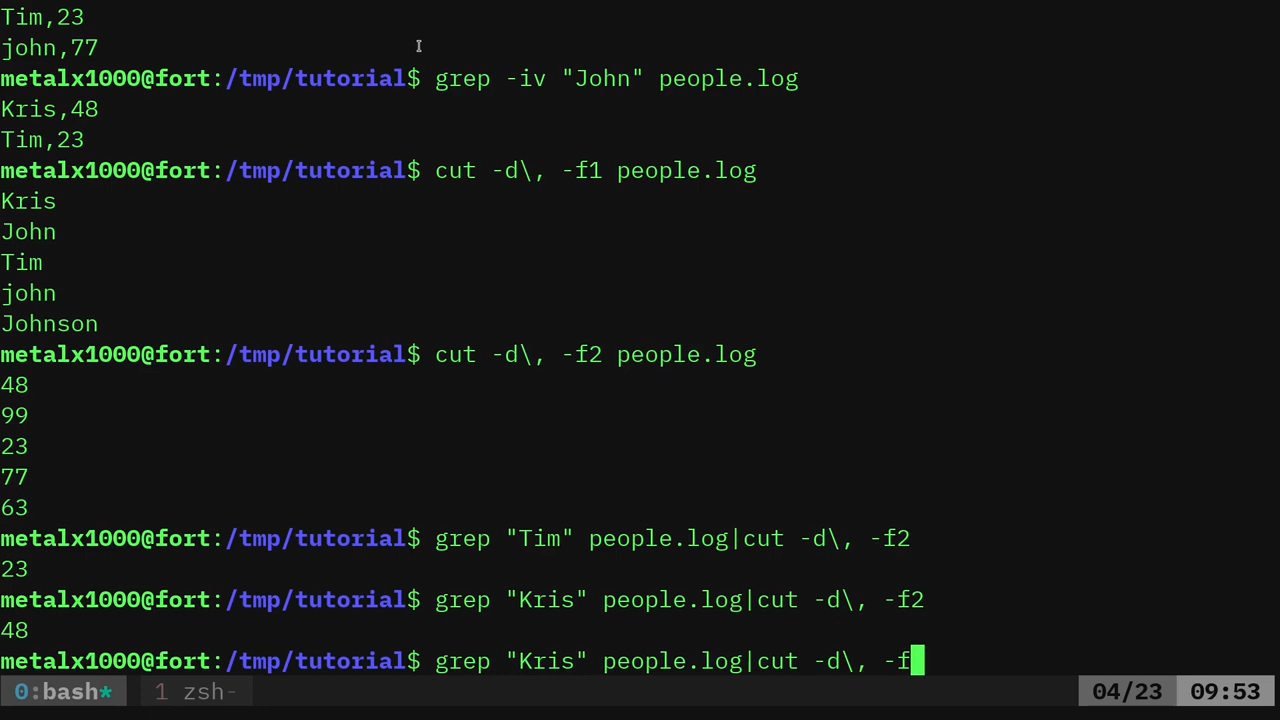 Tim,23
john,77
metalx1000@fort:/tmp/tutorial$ grep -iv "John" people.log
Kris,48
Tim,23
metalx1000@fort:/tmp/tutorial$ cut -d\, -f1 people.log
Kris
John
Tim
john
Johnson
metalx1000@fort:/tmp/tutorial$ cut -d\, -f2 people.log
48
99
23
77
63
metalx1000@fort:/tmp/tutorial$ grep "Tim" people.log|cut -d\, -f2
23
metalx1000@fort:/tmp/tutorial$ grep "Kris" people.log|cut -d\, -f2
48
metalx1000@fort:/tmp/tutorial$ grep "Kris" people.log|cut -d\, -f
0:bash* 1 zsh- 04/23 09:53